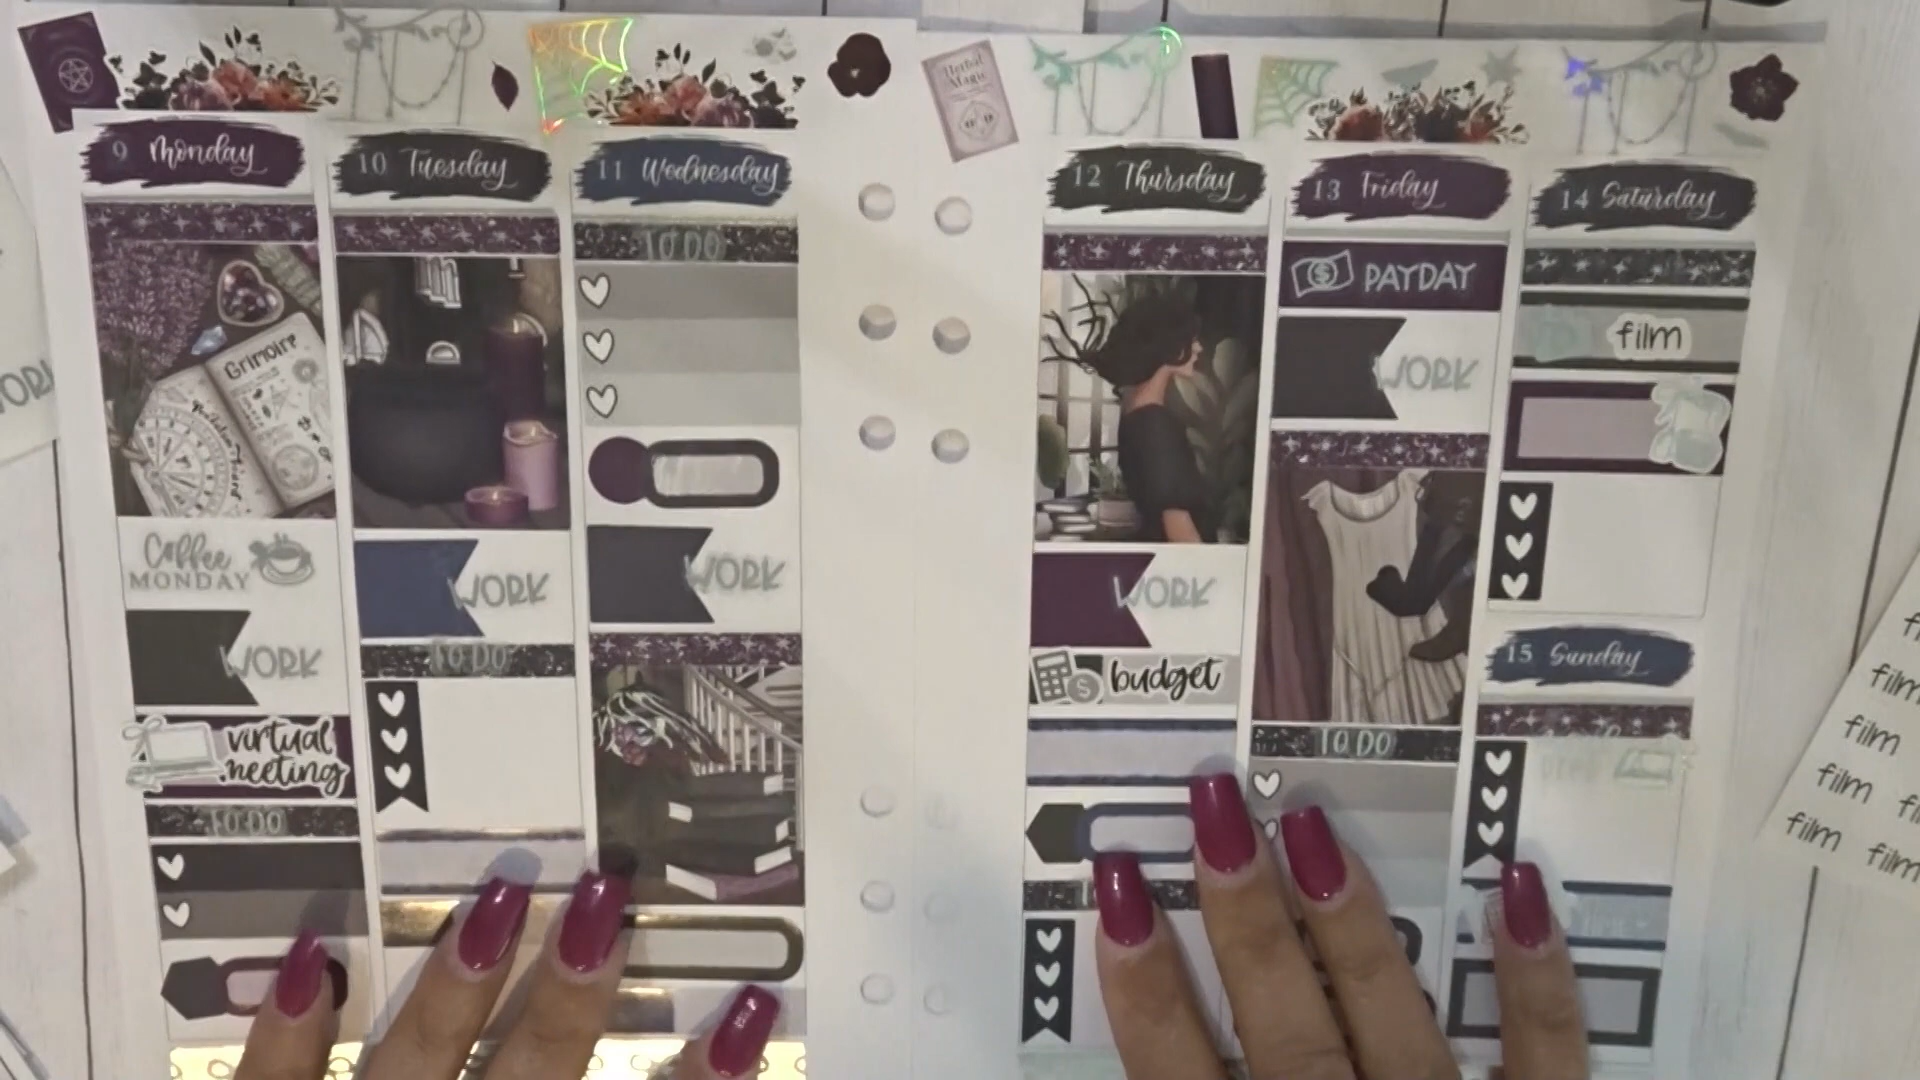 9 Monday
Grimoire
Coffee
MONDAY
WORK
virtual
meeting
TO DO
10 Tuesday
WORK
TO DO
11 Wednesday
TO DO
WORK
Herbal
Magic
12 Thursday
WORK
budget
13 Friday
PAYDAY
WORK
TO DO
14 Saturday
film
15 Sunday
film
film
film
film
film
WORK